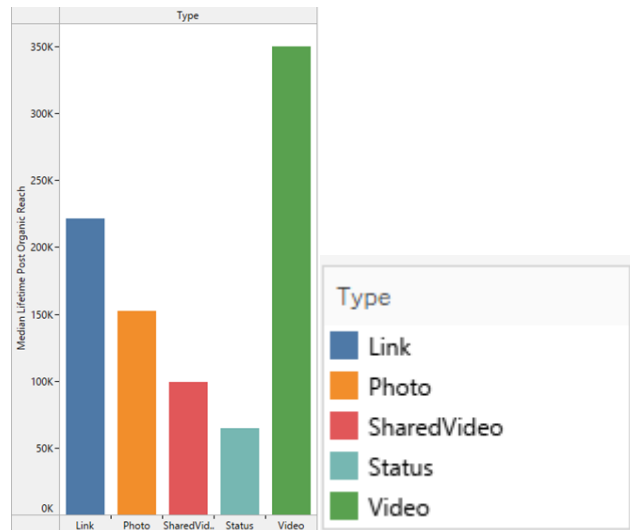 Type
350K
300K
250K
200K
150K
100K
50K
0K
Median Lifetime Post Organic Reach
Link Photo SharedVid.. Status Video
Type
Link
Photo
SharedVideo
Status
Video